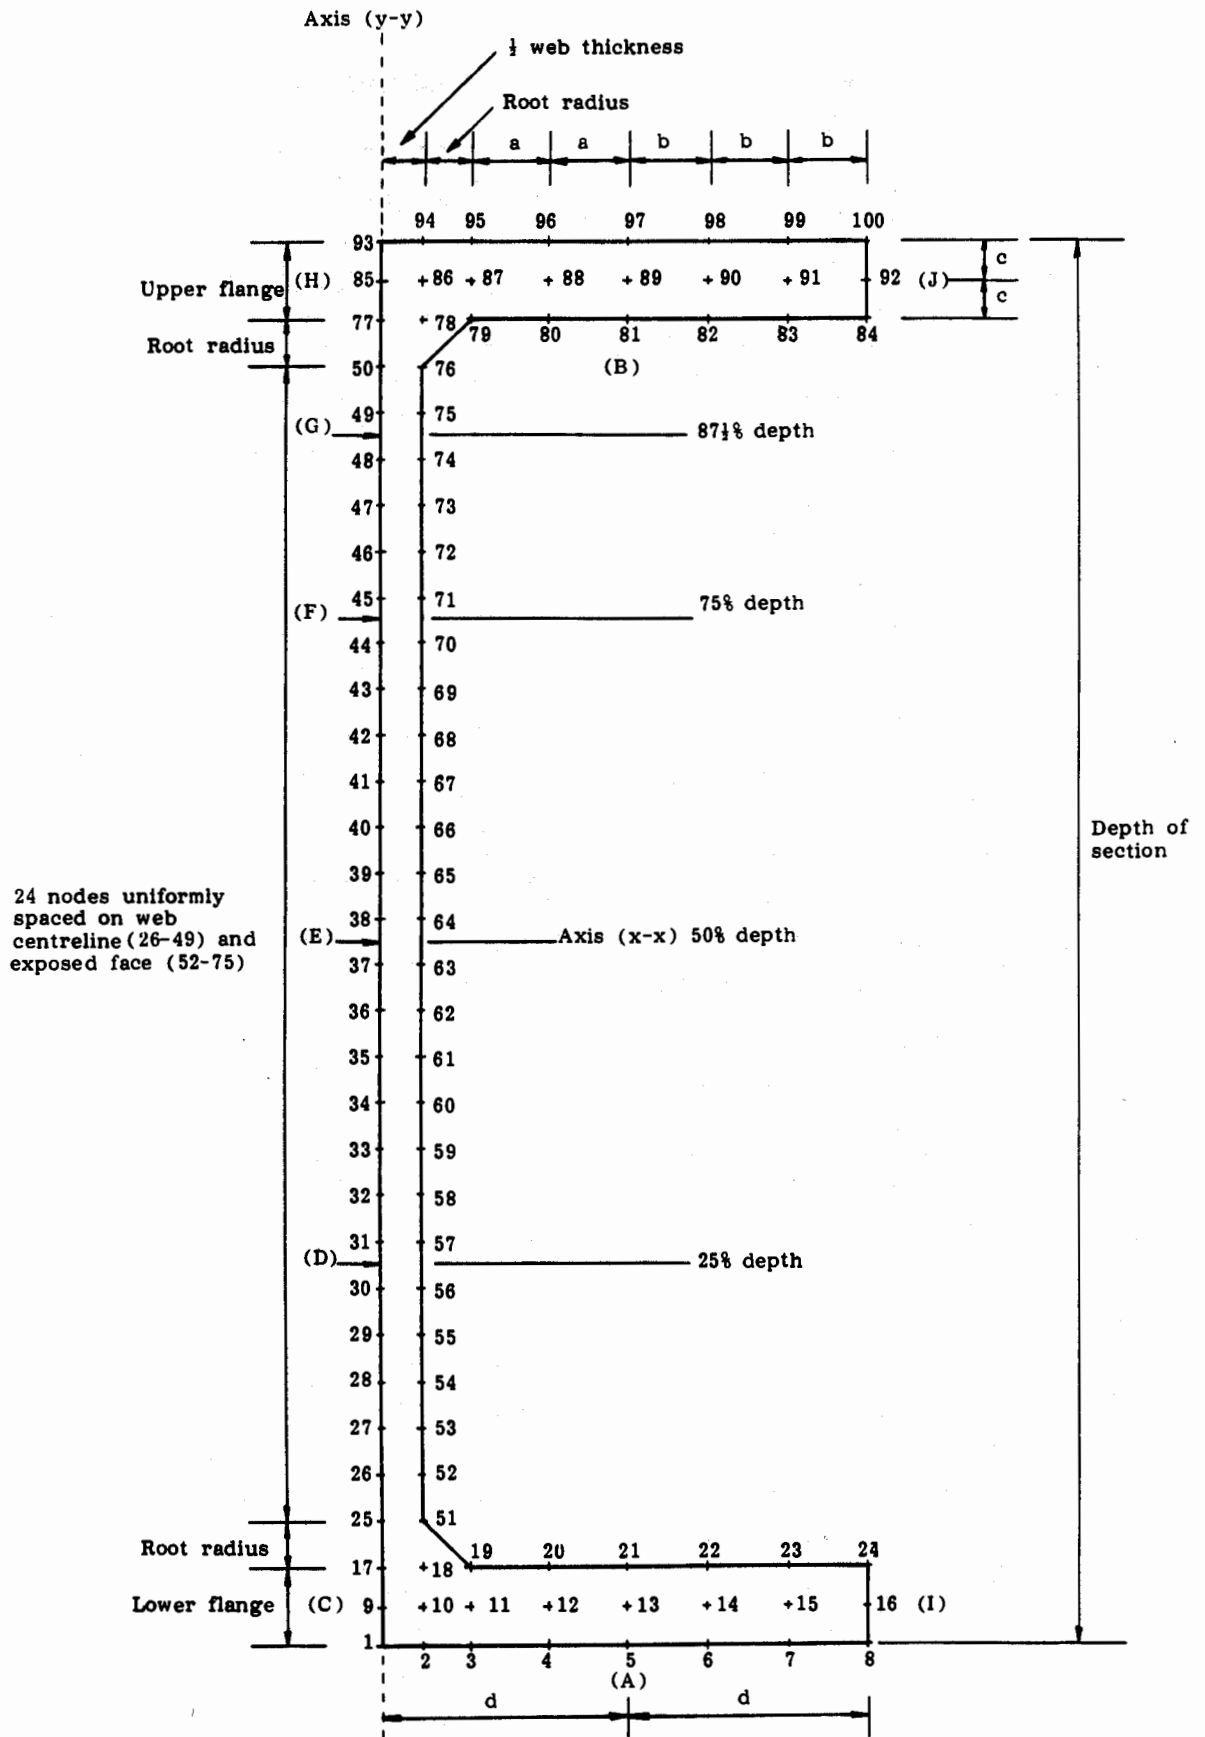 Axis (y-y)
½ web thickness
Root radius
a a b b b
94 95 96 97 98 99 100
93
c
Upper flange (H) 85 86 87 88 89 90 91 92 (J)
c
77 78
79 80 81 82 83 84
Root radius
50 76 (B)
49 75
(G) 87½% depth
48 74
47 73
46 72
45 71 75% depth
(F)
44 70
43 69
42 68
41 67
40 66
Depth of
section
39 65
24 nodes uniformly
spaced on web
centreline (26-49) and
exposed face (52-75)
38 64
(E) Axis (x-x) 50% depth
37 63
36 62
35 61
34 60
33 59
32 58
31 57
(D) 25% depth
30 56
29 55
28 54
27 53
26 52
25 51
Root radius
19 20 21 22 23 24
17 18
Lower flange (C) 9 10 11 12 13 14 15 16 (I)
1
2 3 4 5 6 7 8
(A)
d d